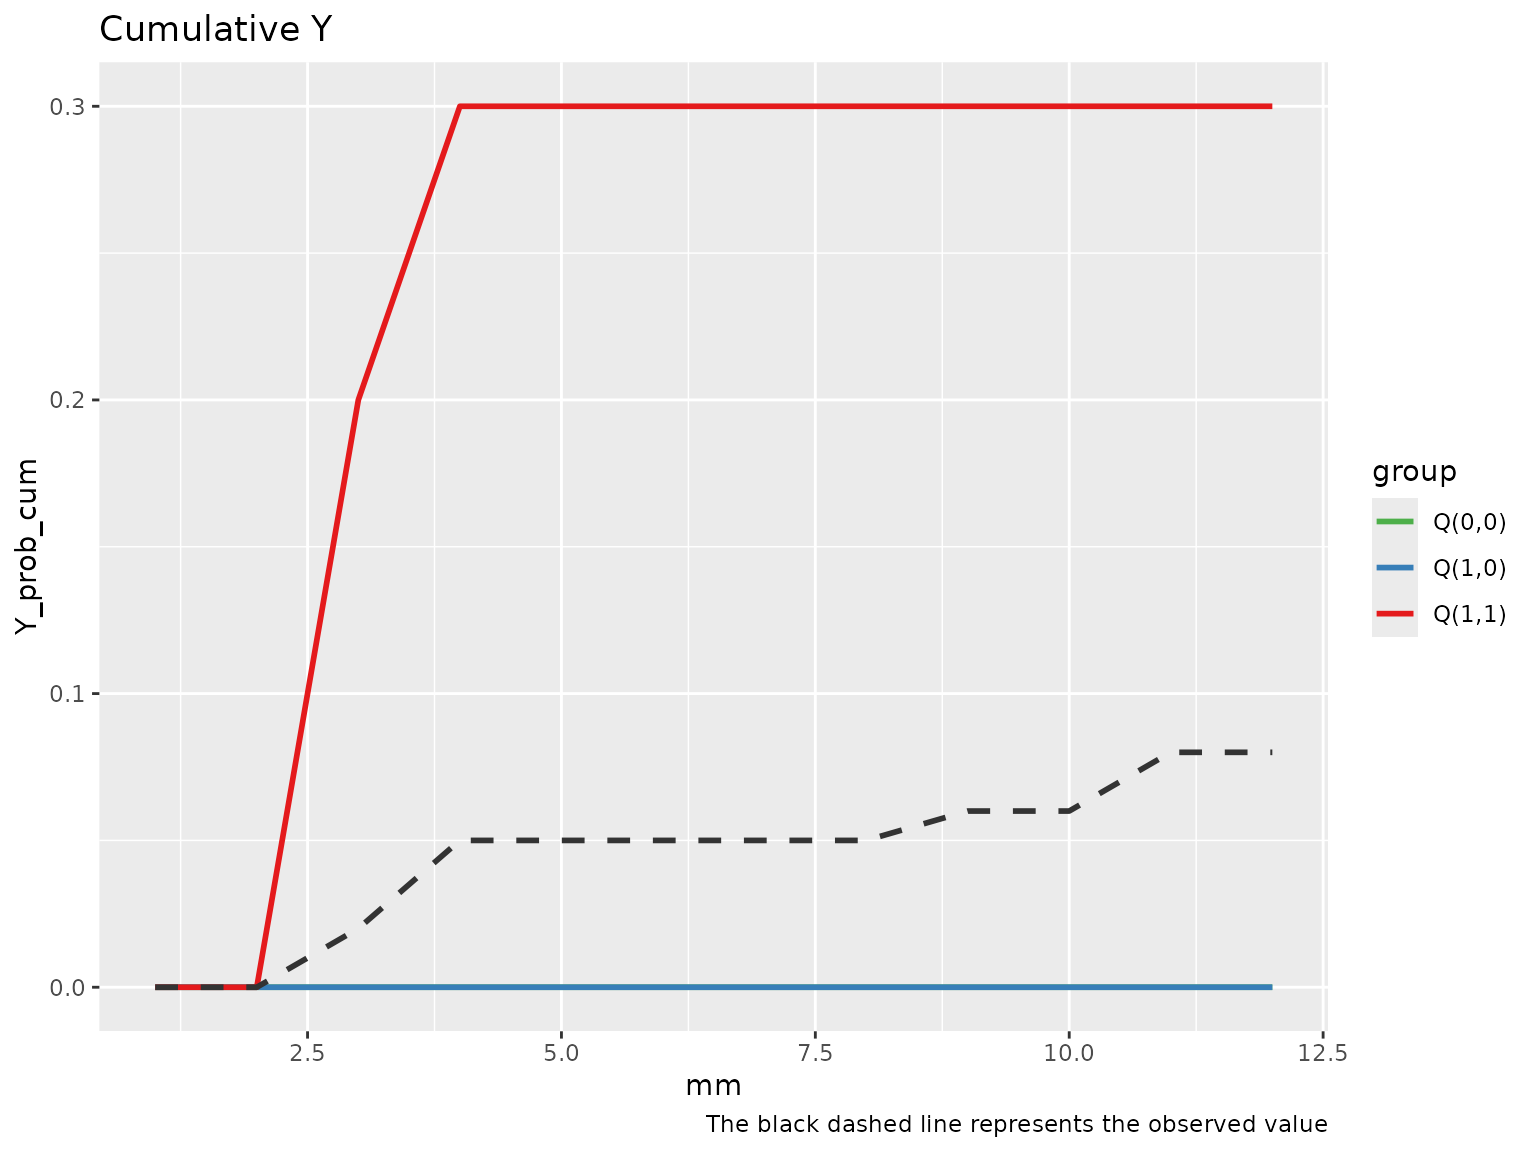 Cumulative Y
Y_prob_cum
0.3
0.2
0.1
0.0
2.5 5.0 7.5 10.0 12.5
mm
group
Q(0,0)
Q(1,0)
Q(1,1)
The black dashed line represents the observed value